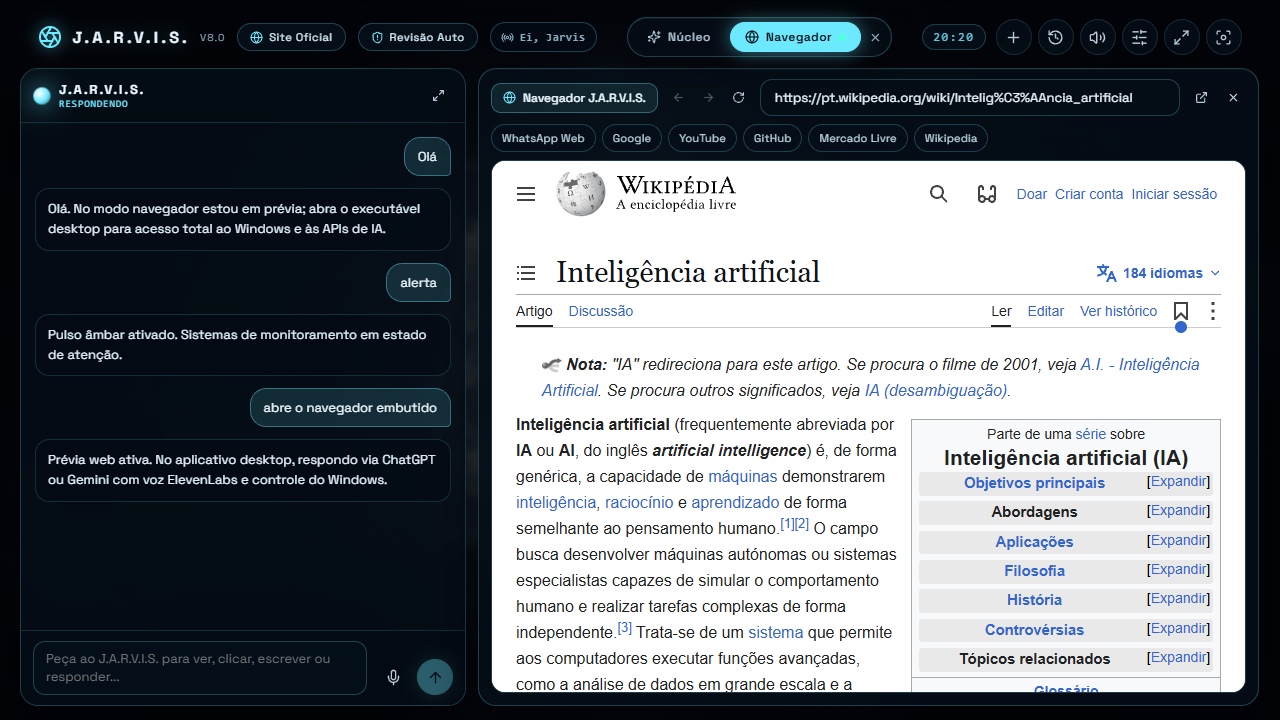 J.A.R.V.I.S. V8.0 Site Oficial Revisão Auto Ei, Jarvis Núcleo Navegador 20:20
J.A.R.V.I.S.
RESPONDENDO
Olá
Olá. No modo navegador estou em prévia; abra o executável
desktop para acesso total ao Windows e às APIs de IA.
alerta
Pulso âmbar ativado. Sistemas de monitoramento em estado
de atenção.
abre o navegador embutido
Prévia web ativa. No aplicativo desktop, respondo via ChatGPT
ou Gemini com voz ElevenLabs e controle do Windows.
Peça ao J.A.R.V.I.S. para ver, clicar, escrever ou
responder...
Navegador J.A.R.V.I.S. https://pt.wikipedia.org/wiki/Intelig%C3%AAncia_artificial
WhatsApp Web Google YouTube GitHub Mercado Livre Wikipedia
WIKIPÉDIA
A enciclopédia livre
Doar Criar conta Iniciar sessão
Inteligência artificial
184 idiomas
Artigo Discussão Ler Editar Ver histórico
Nota: "IA" redireciona para este artigo. Se procura o filme de 2001, veja A.I. - Inteligência
Artificial. Se procura outros significados, veja IA (desambiguação).
Inteligência artificial (frequentemente abreviada por
IA ou AI, do inglês artificial intelligence) é, de forma
genérica, a capacidade de máquinas demonstrarem
inteligência, raciocínio e aprendizado de forma
semelhante ao pensamento humano.[1][2] O campo
busca desenvolver máquinas autónomas ou sistemas
especialistas capazes de simular o comportamento
humano e realizar tarefas complexas de forma
independente.[3] Trata-se de um sistema que permite
aos computadores executar funções avançadas,
como a análise de dados em grande escala e a
Parte de uma série sobre
Inteligência artificial (IA)
Objetivos principais [Expandir]
Abordagens [Expandir]
Aplicações [Expandir]
Filosofia [Expandir]
História [Expandir]
Controvérsias [Expandir]
Tópicos relacionados [Expandir]
Glossário